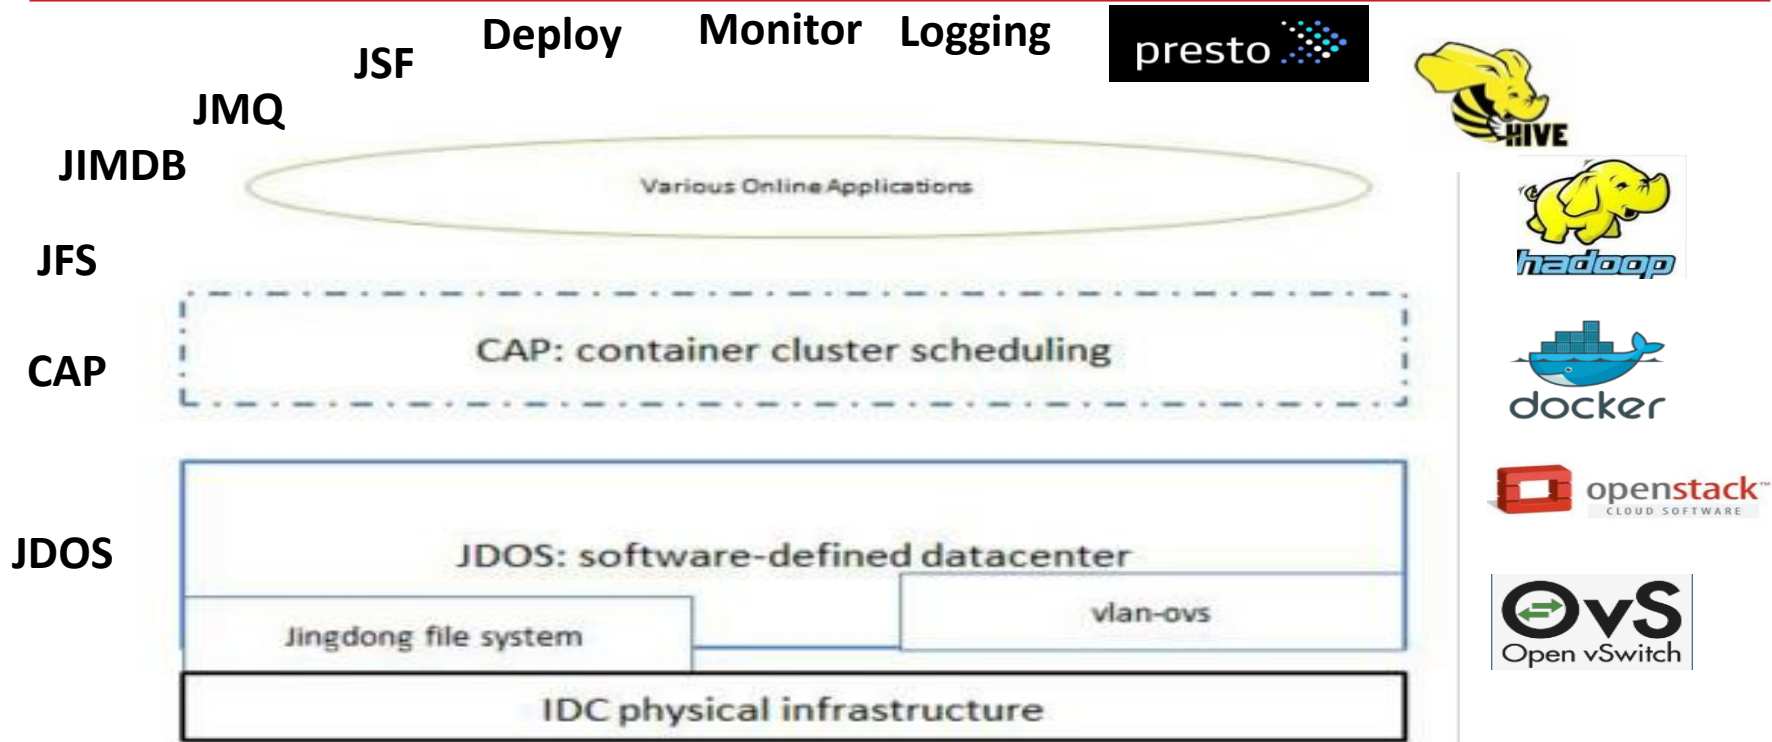 Deploy
Monitor
Logging
presto
JSF
JMQ
HIVE
JIMDB
Various Online Applications
hadoop
JFS
CAP: container cluster scheduling
CAP
docker
openstack™
CLOUD SOFTWARE
JDOS: software-defined datacenter
JDOS
vlan-ovs
Jingdong file system
OvS
Open vSwitch
IDC physical infrastructure